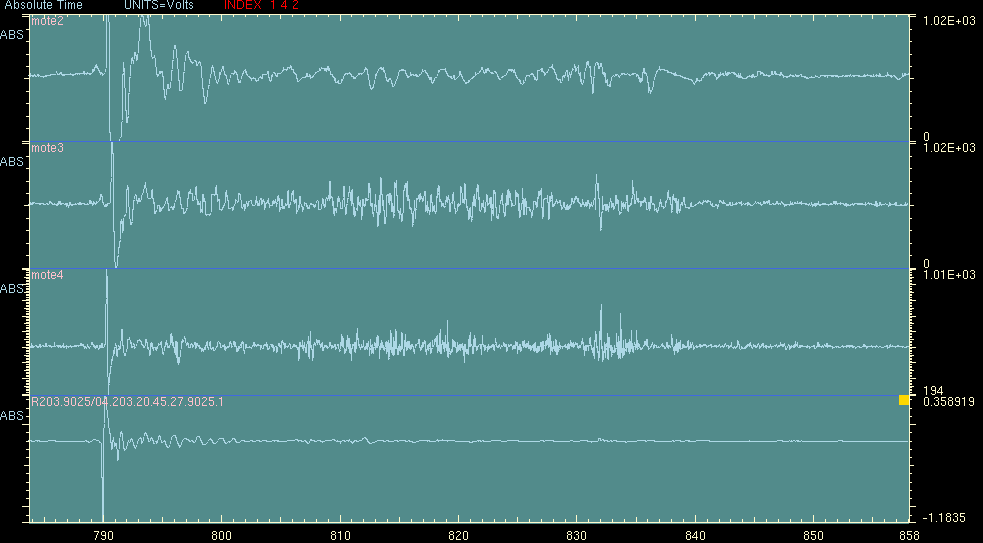 Absolute Time UNITS=Volts INDEX 1 4 2
mote2 1.02E+03
ABS
0
mote3 1.02E+03
ABS
0
mote4 1.01E+03
ABS
194
R203.9025/04.203.20.45.27.9025.1 0.358919
ABS
-1.1835
790 800 810 820 830 840 850 858